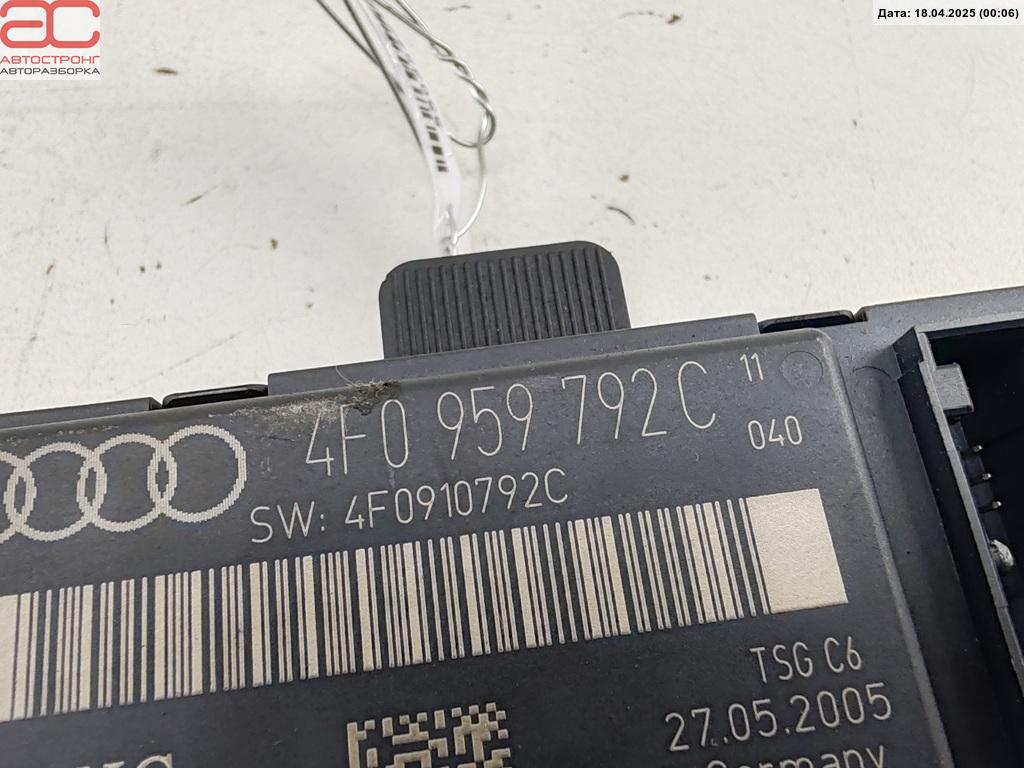 ac
АВТОСТРОНГ
АВТОРАЗБОРКА
Дата: 18.04.2025 (00:06)
4F0 959 792C
11
040
SW: 4F0910792C
TSG C6
27.05.2005
Germany